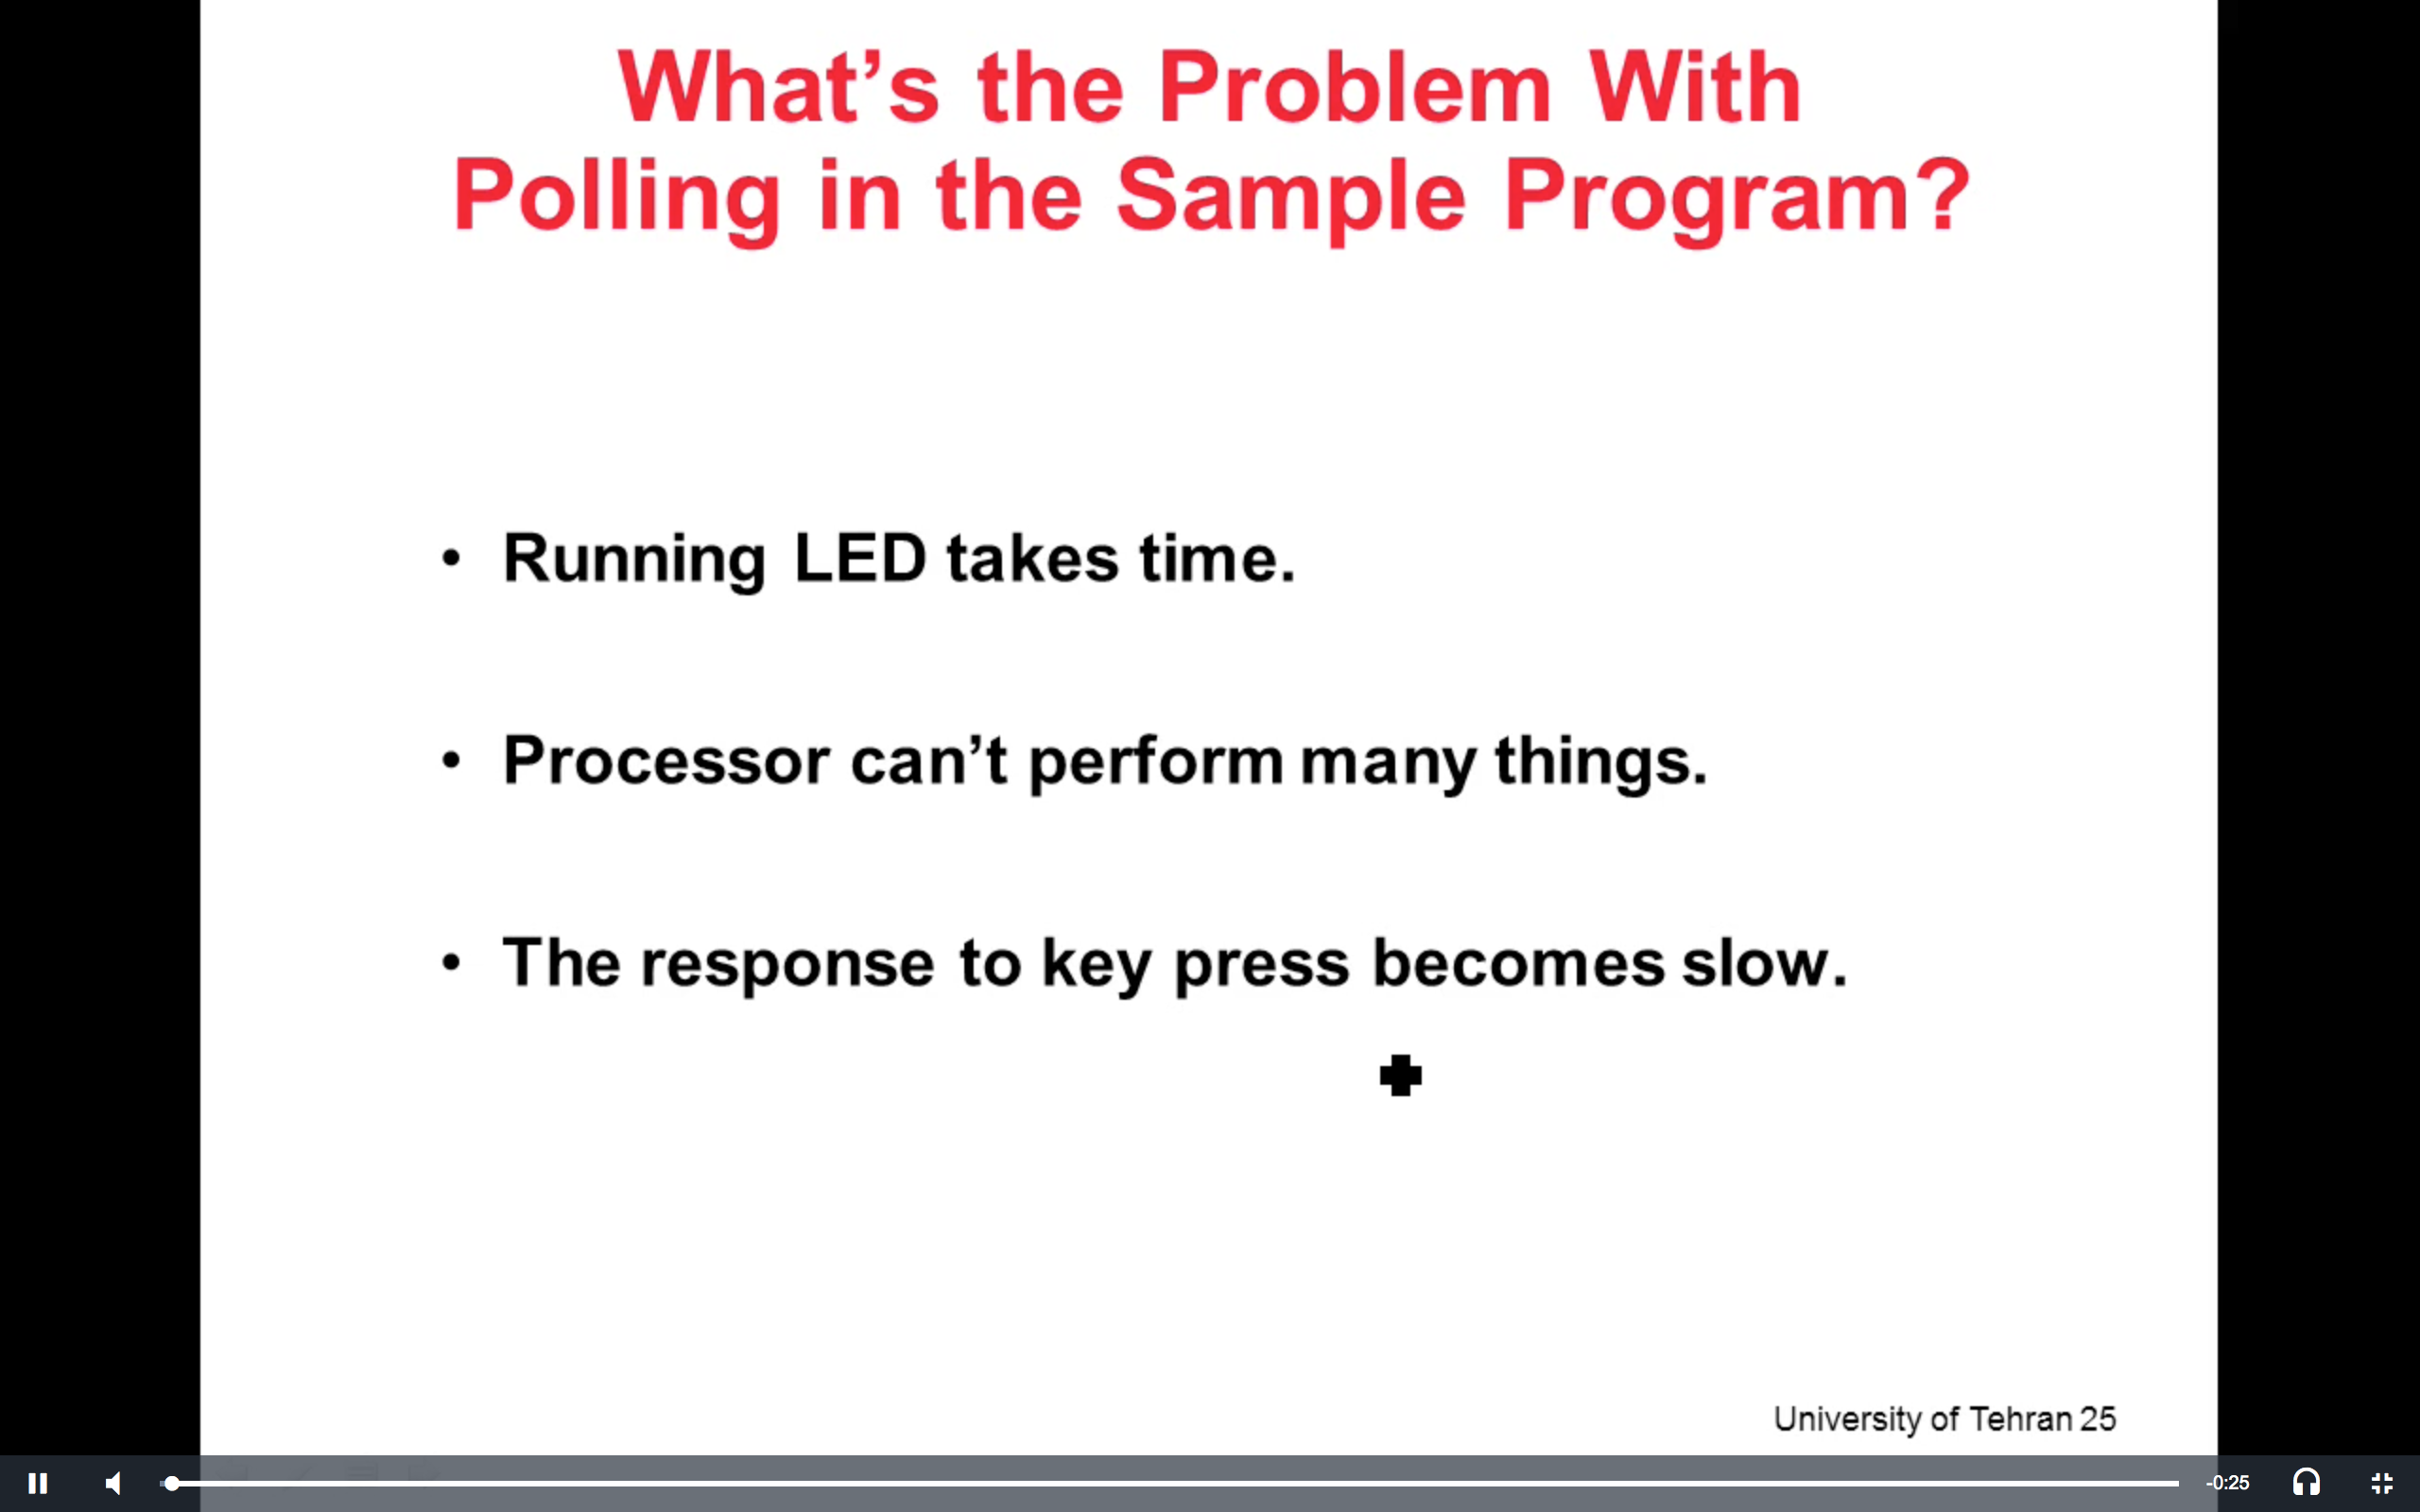 What’s the Problem With
Polling in the Sample Program?
• Running LED takes time.
• Processor can’t perform many things.
• The response to key press becomes slow.
University of Tehran 25
-0:25